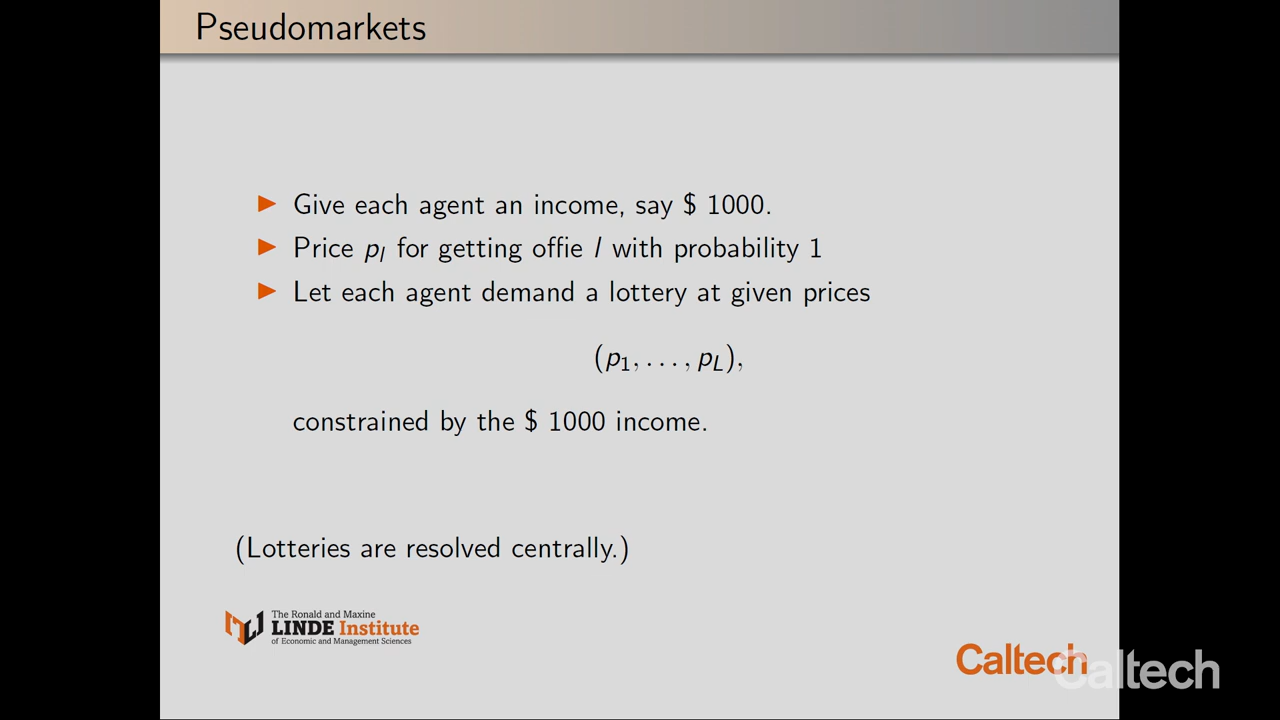 Pseudomarkets
Give each agent an income, say $ 1000.
Price p_l for getting offie l with probability 1
Let each agent demand a lottery at given prices
(p_1, . . . , p_L),
constrained by the $ 1000 income.
(Lotteries are resolved centrally.)
The Ronald and Maxine
LINDE Institute
of Economic and Management Sciences
Caltech
Caltech